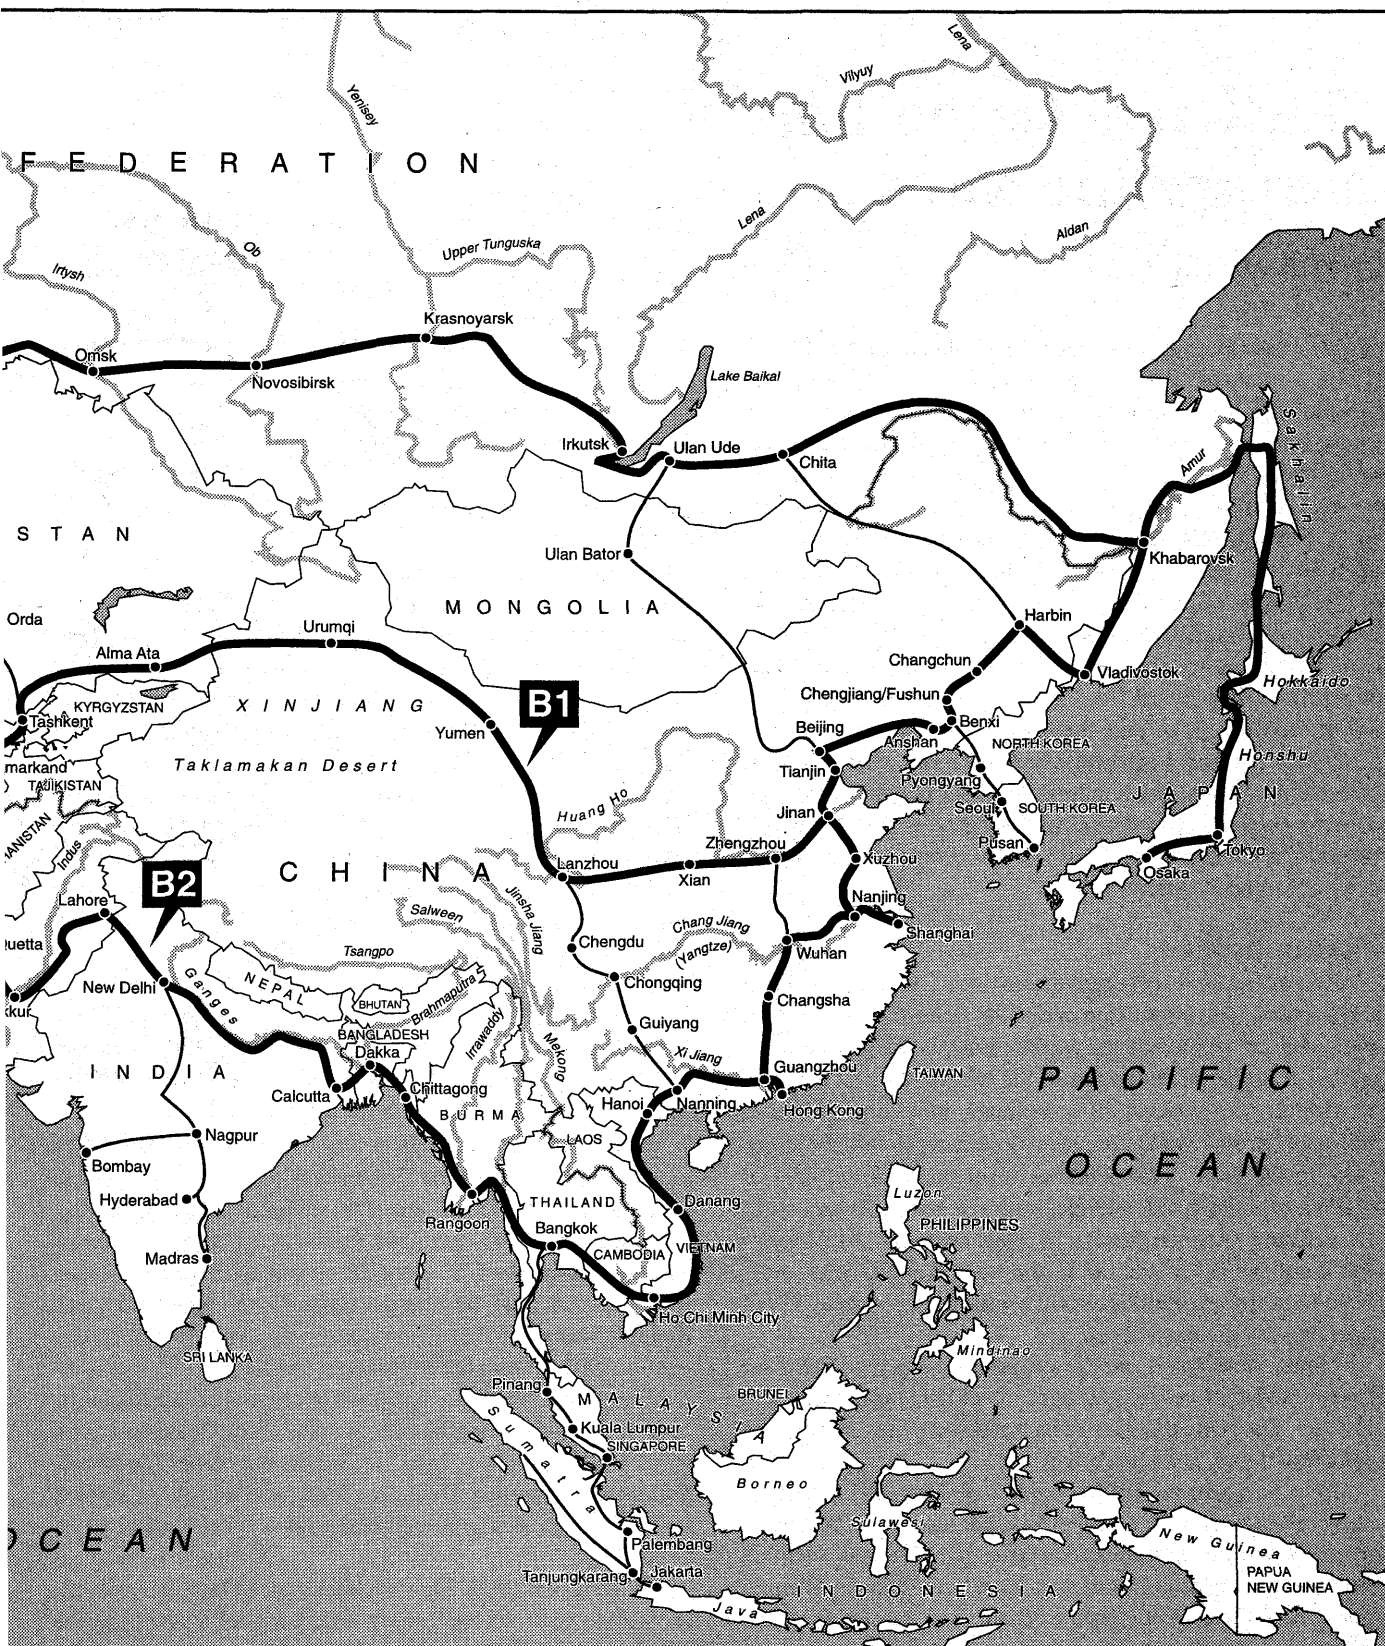 Lena
Vilyuy
Yenisey
FEDERATION
Lena
Aldan
Ob
Upper Tunguska
Irtysh
Krasnoyarsk
Omsk
Novosibirsk
Lake Baikal
Sakhalin
Irkutsk
Ulan Ude
Chita
Amur
STAN
Ulan Bator
Khabarovsk
MONGOLIA
Orda
Urumqi
Harbin
Alma Ata
Changchun
Vladivostok
Hokkaido
KYRGYZSTAN
XINJIANG
B1
Chengjiang/Fushun
Tashkent
Yumen
Beijing
Benxi
Anshan
NORTH KOREA
Honshu
markand
Taklamakan Desert
Tianjin
Pyongyang
TAJIKISTAN
JAPAN
Huang Ho
Jinan
Seoul
SOUTH KOREA
HANISTAN
Indus
Zhengzhou
Pusan
Tokyo
CHINA
Lanzhou
Xian
Xuzhou
Osaka
B2
Jinsha Jiang
Lahore
Salween
Nanjing
Chang Jiang
(Yangtze)
Shanghai
uetta
Tsangpo
Chengdu
Wuhan
New Delhi
Ganges
NEPAL
Chongqing
kkur
BHUTAN
Brahmaputra
Changsha
Irrawaddy
Guiyang
BANGLADESH
Mekong
Dakka
Xi Jiang
Guangzhou
INDIA
TAIWAN
PACIFIC
Calcutta
Chittagong
Hanoi
Nanning
Hong Kong
BURMA
Nagpur
LAOS
OCEAN
Bombay
Hyderabad
THAILAND
Danang
Luzon
Rangoon
Bangkok
PHILIPPINES
Madras
CAMBODIA
VIETNAM
Ho Chi Minh City
SRI LANKA
Mindinao
Pinang
MALAYSIA
BRUNEI
Sumatra
Kuala Lumpur
SINGAPORE
Borneo
Sulawesi
OCEAN
Palembang
New Guinea
Tanjungkarang
Jakarta
PAPUA
NEW GUINEA
INDONESIA
Java